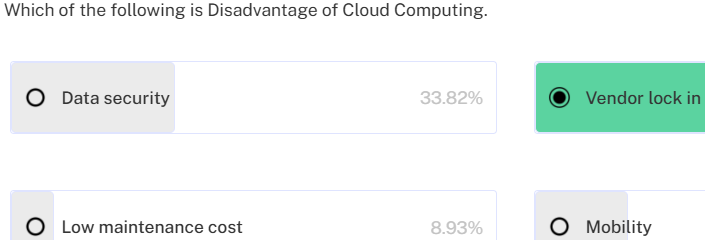 Which of the following is Disadvantage of Cloud Computing.
Data security 33.82% Vendor lock in
Low maintenance cost 8.93% Mobility